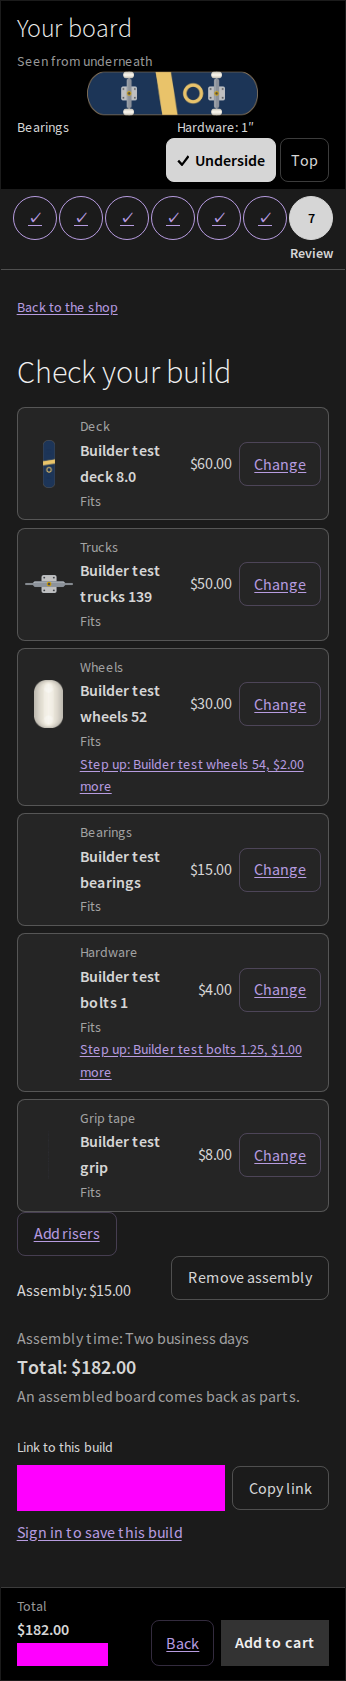 Your board
Seen from underneath
Bearings
Hardware: 1"
✓ Underside
Top
✓ ✓ ✓ ✓ ✓ ✓ 7
Review
Back to the shop
Check your build
Deck
Builder test
deck 8.0
$60.00
Change
Fits
Trucks
Builder test
trucks 139
$50.00
Change
Fits
Wheels
Builder test
wheels 52
$30.00
Change
Fits
Step up: Builder test wheels 54, $2.00
more
Bearings
Builder test
bearings
$15.00
Change
Fits
Hardware
Builder test
bolts 1
$4.00
Change
Fits
Step up: Builder test bolts 1.25, $1.00
more
Grip tape
Builder test
grip
$8.00
Change
Fits
Add risers
Assembly: $15.00
Remove assembly
Assembly time: Two business days
Total: $182.00
An assembled board comes back as parts.
Link to this build
Copy link
Sign in to save this build
Total
$182.00
Back
Add to cart